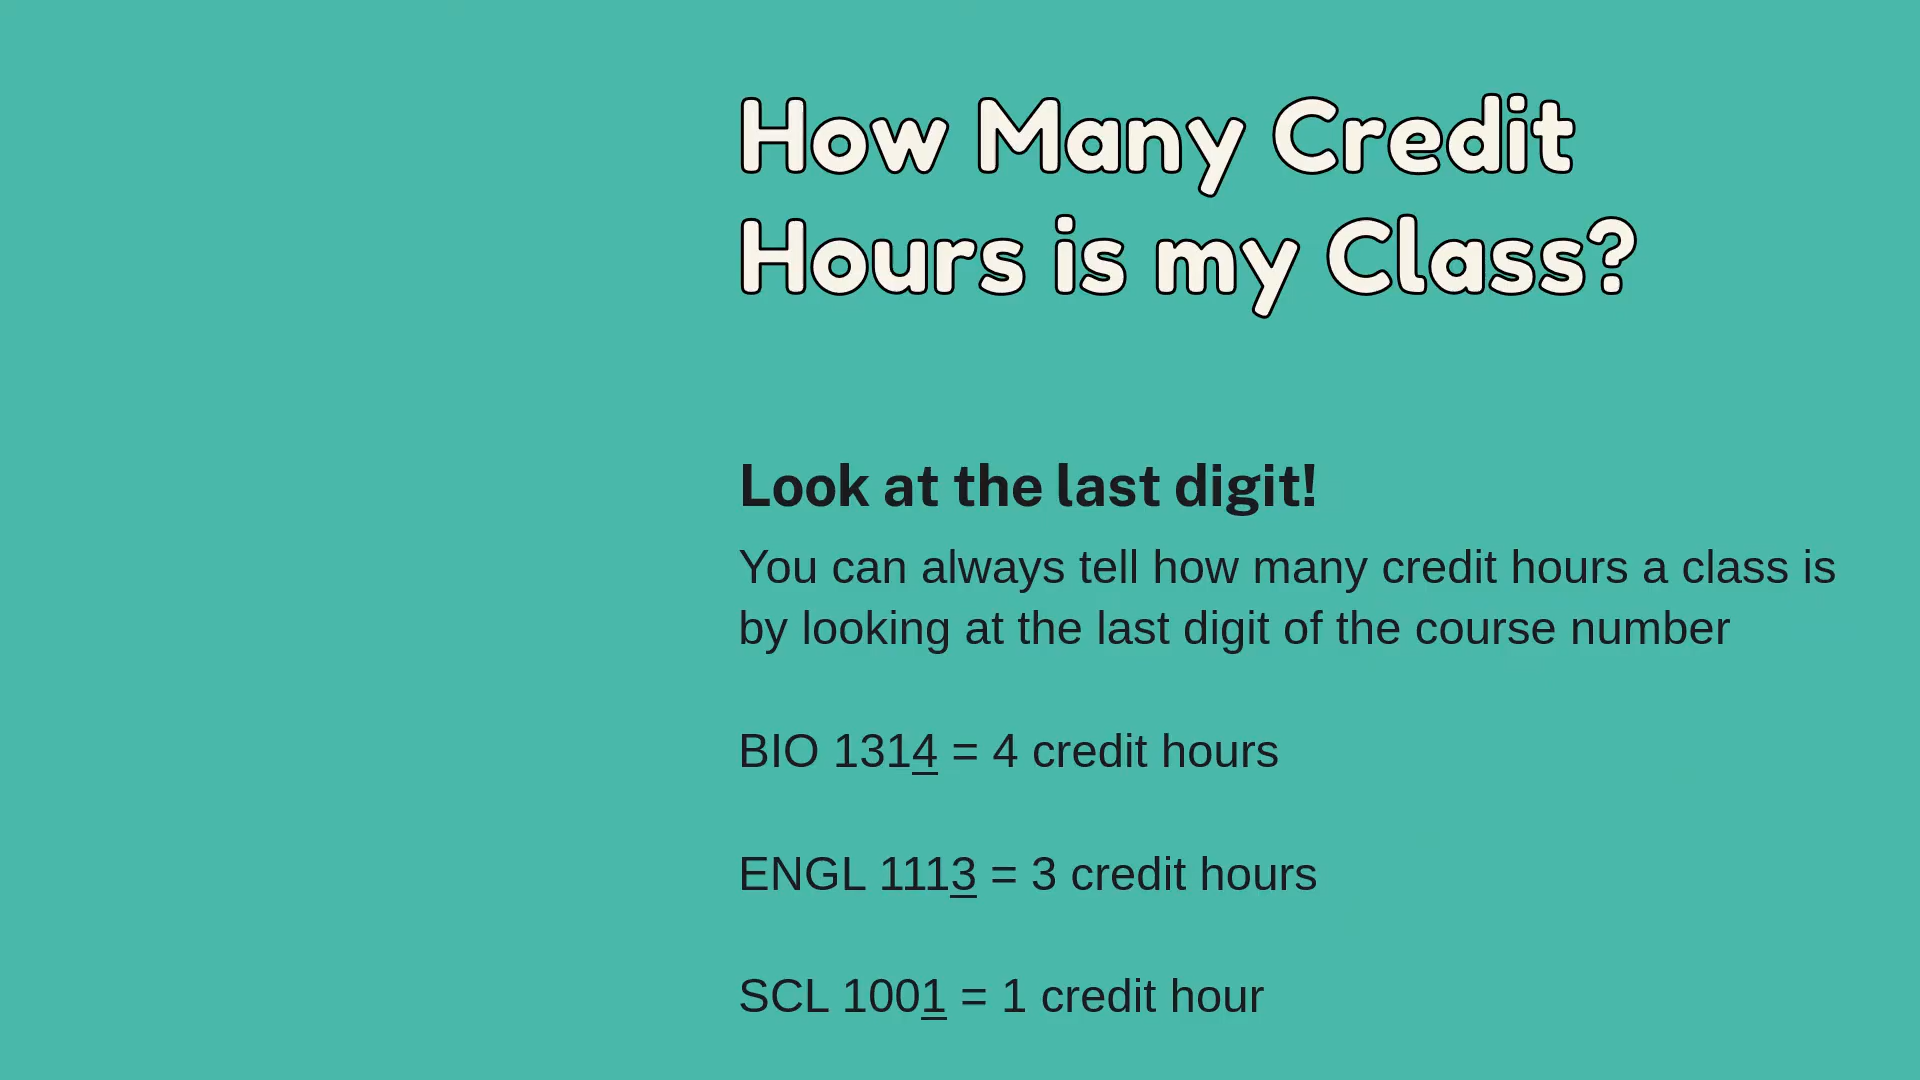 How Many Credit
Hours is my Class?
Look at the last digit!
You can always tell how many credit hours a class is
by looking at the last digit of the course number
BIO 1314 = 4 credit hours
ENGL 1113 = 3 credit hours
SCL 1001 = 1 credit hour